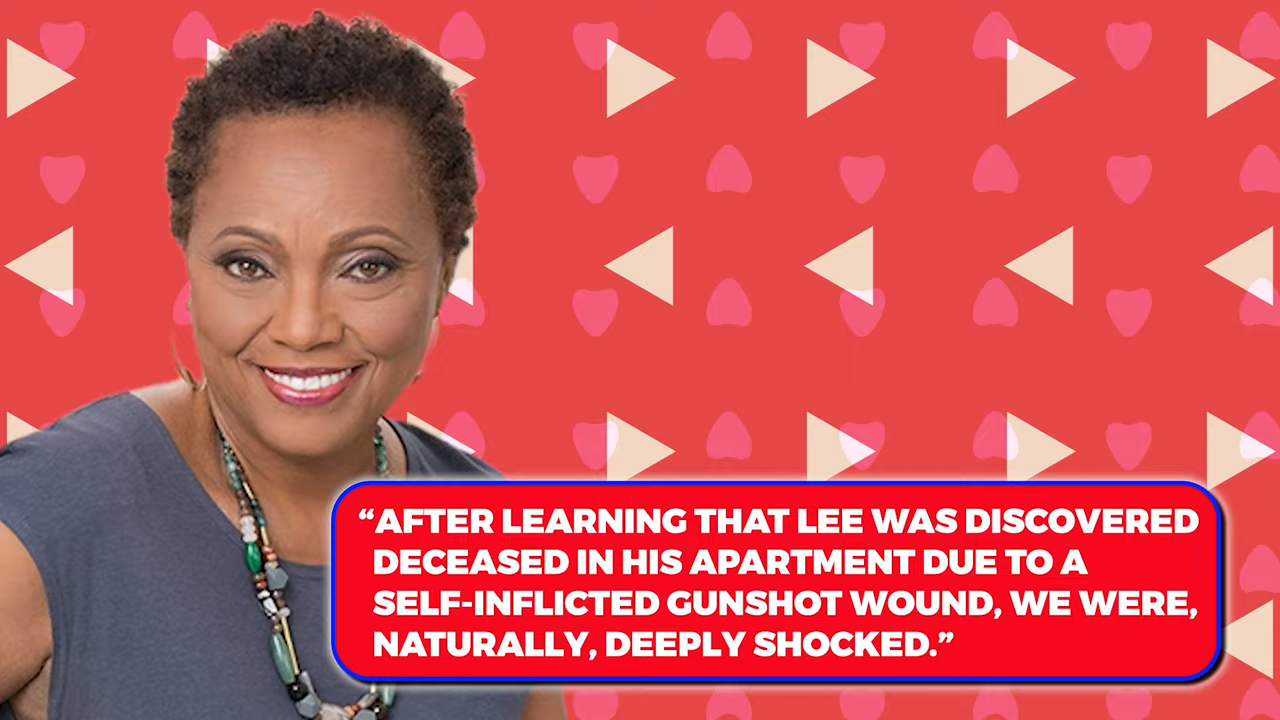 “AFTER LEARNING THAT LEE WAS DISCOVERED
DECEASED IN HIS APARTMENT DUE TO A
SELF-INFLICTED GUNSHOT WOUND, WE WERE,
NATURALLY, DEEPLY SHOCKED.”